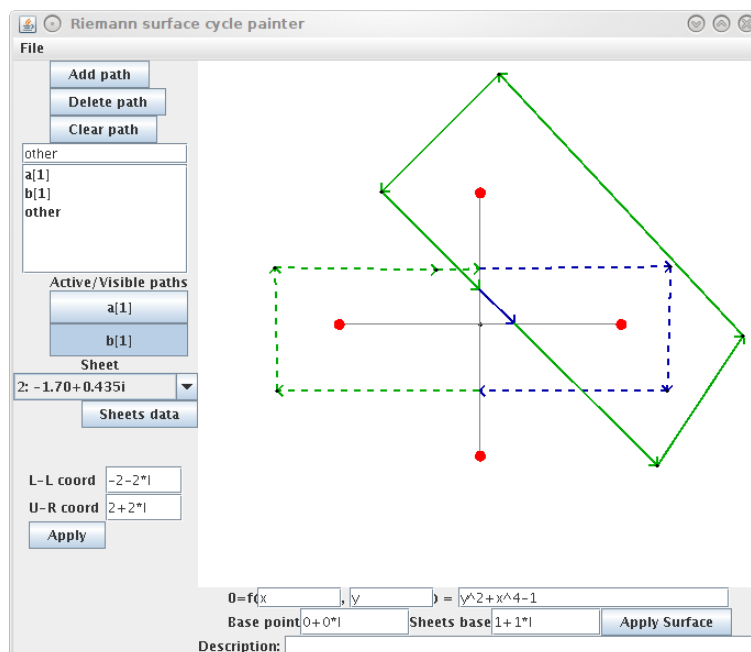 Riemann surface cycle painter
File
Add path
Delete path
Clear path
other
a[1]
b[1]
other
Active/Visible paths
a[1]
b[1]
Sheet
2: -1.70+0.435i
Sheets data
L-L coord -2-2*I
U-R coord 2+2*I
Apply
0=f(x , y ) = y^2+x^4-1
Base point 0+0*I Sheets base 1+1*I Apply Surface
Description: